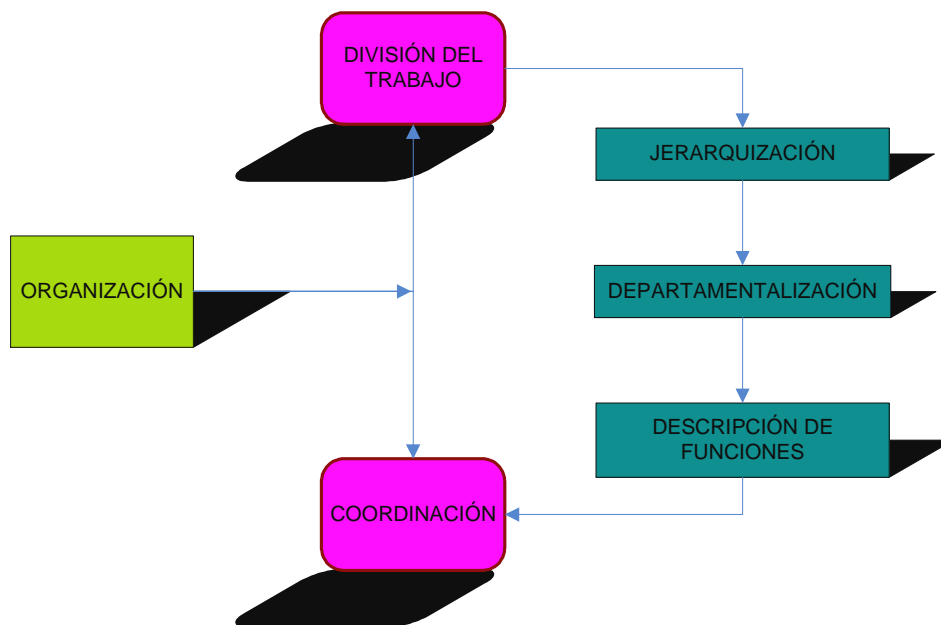 DIVISIÓN DEL
TRABAJO
JERARQUIZACIÓN
ORGANIZACIÓN
DEPARTAMENTALIZACIÓN
DESCRIPCIÓN DE
FUNCIONES
COORDINACIÓN